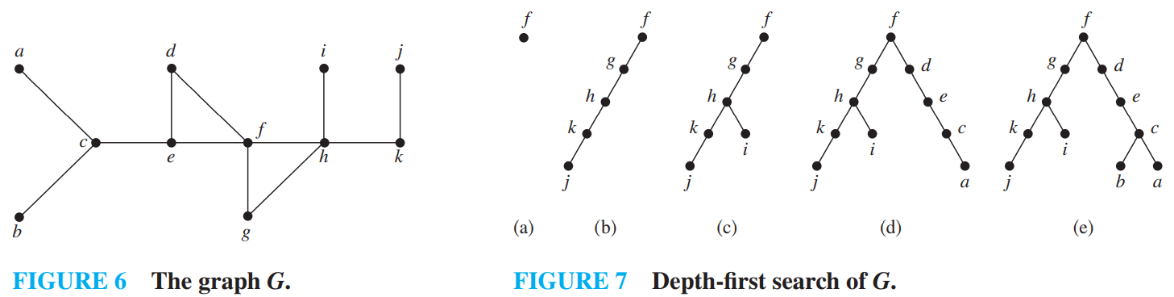 a d i j
c e f h k
b g
FIGURE 6 The graph G.
f f f f f
g g g d g d
h h h e h e
k k i k i c k i c
j j j a j b a
(a) (b) (c) (d) (e)
FIGURE 7 Depth-first search of G.